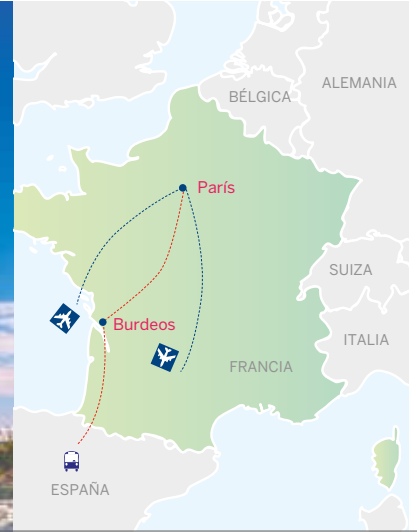 ALEMANIA
BÉLGICA
París
SUIZA
Burdeos
ITALIA
FRANCIA
ESPAÑA